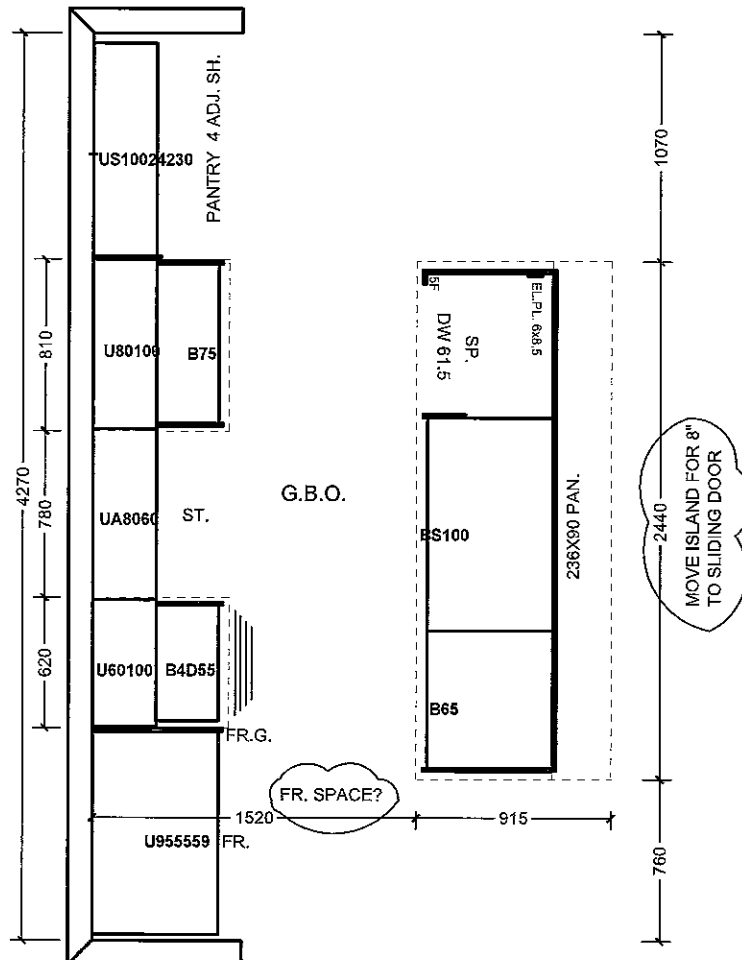 TUS10024230
PANTRY 4 ADJ. SH.
1070
810
U80100
B75
5F
SP.
DW 61.5
EL.PL. 6x8.5
4270
780
UA8060
ST.
G.B.O.
BS100
236X90 PAN.
2440
MOVE ISLAND FOR 8"
TO SLIDING DOOR
620
U60100
B4D55
B65
FR.G.
FR. SPACE?
1520
915
U955559
FR.
760